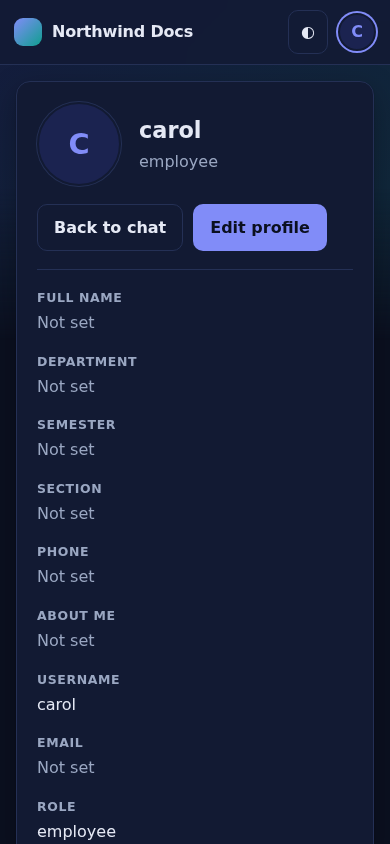 Northwind Docs
C
C
carol
employee
Back to chat
Edit profile
FULL NAME
Not set
DEPARTMENT
Not set
SEMESTER
Not set
SECTION
Not set
PHONE
Not set
ABOUT ME
Not set
USERNAME
carol
EMAIL
Not set
ROLE
employee